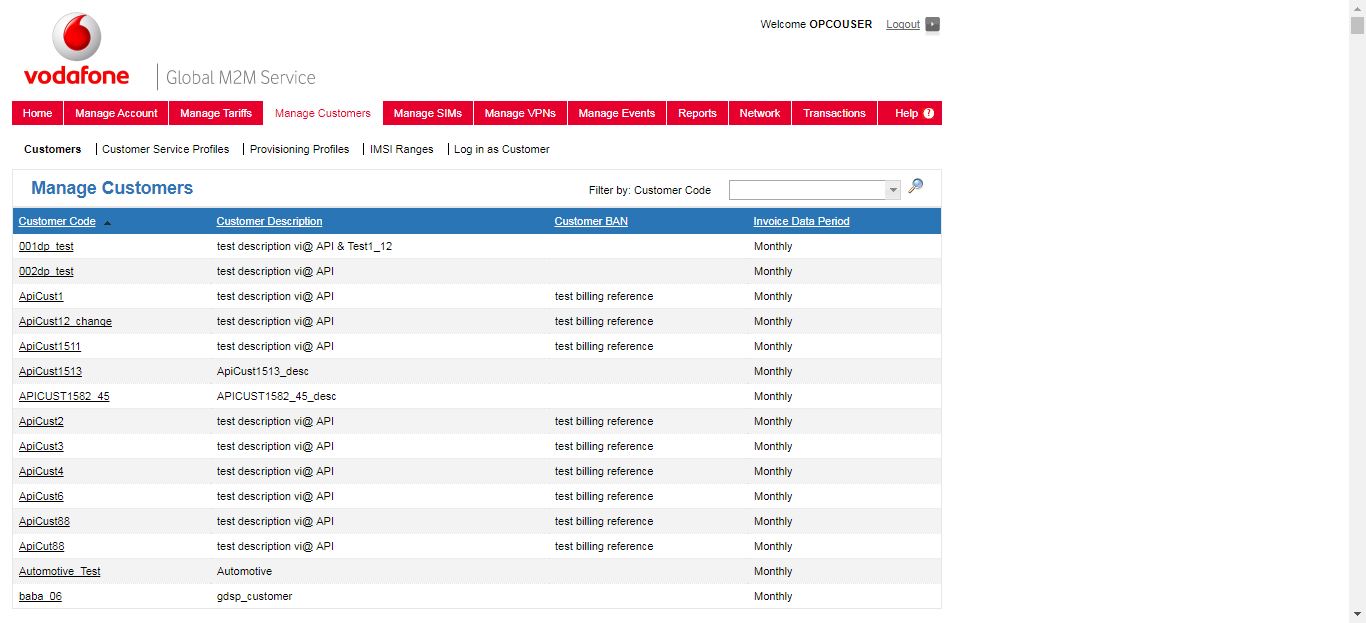 Welcome OPCOUSER Logout
vodafone Global M2M Service
Home Manage Account Manage Tariffs Manage Customers Manage SIMs Manage VPNs Manage Events Reports Network Transactions Help ?
Customers Customer Service Profiles Provisioning Profiles IMSI Ranges Log in as Customer
Manage Customers Filter by: Customer Code
Customer Code Customer Description Customer BAN Invoice Data Period
001dp_test test description vi@ API & Test1_12 Monthly
002dp_test test description vi@ API Monthly
ApiCust1 test description vi@ API test billing reference Monthly
ApiCust12_change test description vi@ API test billing reference Monthly
ApiCust1511 test description vi@ API test billing reference Monthly
ApiCust1513 ApiCust1513_desc Monthly
APICUST1582_45 APICUST1582_45_desc Monthly
ApiCust2 test description vi@ API test billing reference Monthly
ApiCust3 test description vi@ API test billing reference Monthly
ApiCust4 test description vi@ API test billing reference Monthly
ApiCust6 test description vi@ API test billing reference Monthly
ApiCust88 test description vi@ API test billing reference Monthly
ApiCut88 test description vi@ API test billing reference Monthly
Automotive_Test Automotive Monthly
baba_06 gdsp_customer Monthly